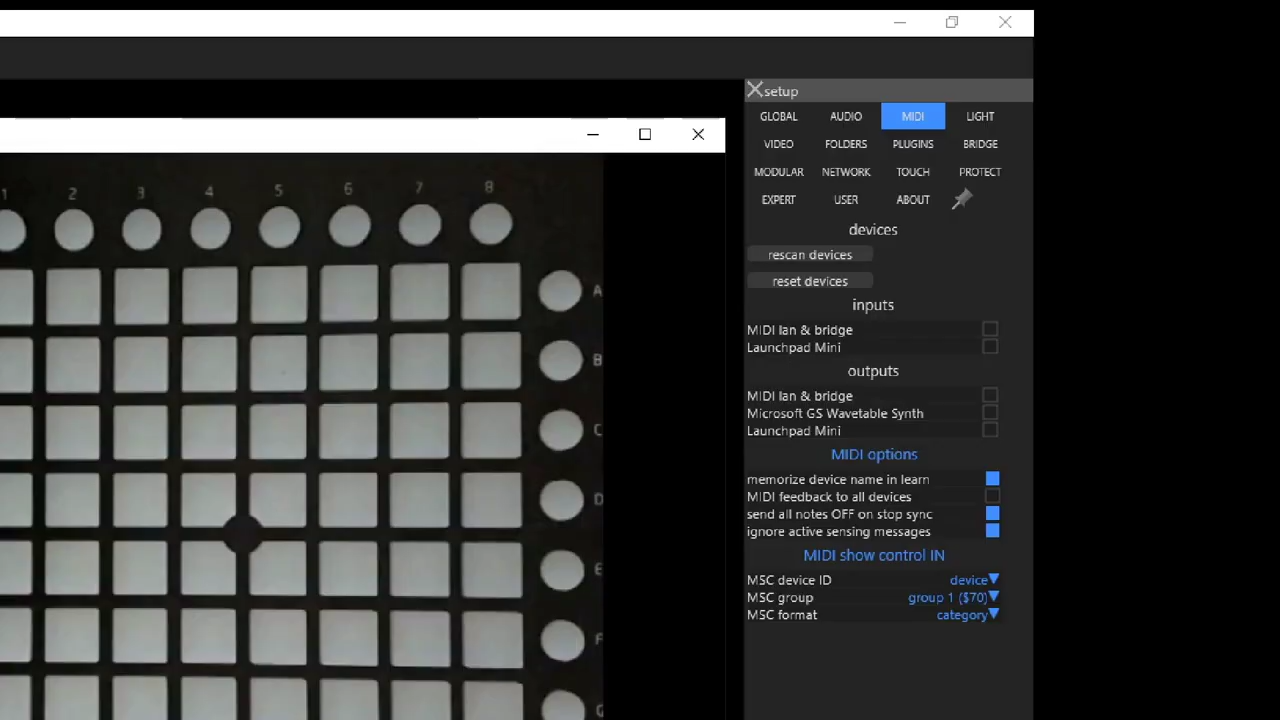 setup
GLOBAL AUDIO MIDI LIGHT
VIDEO FOLDERS PLUGINS BRIDGE
MODULAR NETWORK TOUCH PROTECT
EXPERT USER ABOUT
devices
rescan devices
reset devices
inputs
MIDI lan & bridge
Launchpad Mini
outputs
MIDI lan & bridge
Microsoft GS Wavetable Synth
Launchpad Mini
MIDI options
memorize device name in learn
MIDI feedback to all devices
send all notes OFF on stop sync
ignore active sensing messages
MIDI show control IN
MSC device ID device
MSC group group 1 ($70)
MSC format category
1 2 3 4 5 6 7 8
A
B
C
D
E
F
G